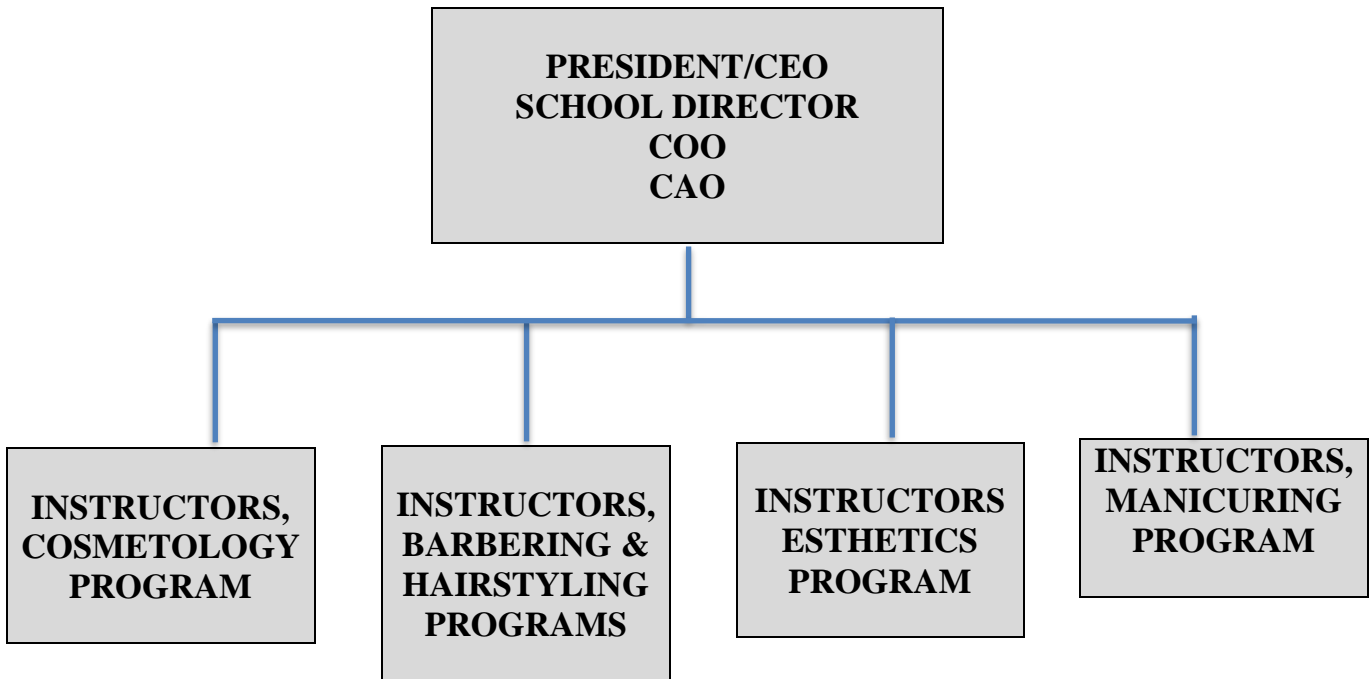 PRESIDENT/CEO
SCHOOL DIRECTOR
COO
CAO
INSTRUCTORS,
COSMETOLOGY
PROGRAM
INSTRUCTORS,
BARBERING &
HAIRSTYLING
PROGRAMS
INSTRUCTORS
ESTHETICS
PROGRAM
INSTRUCTORS,
MANICURING
PROGRAM